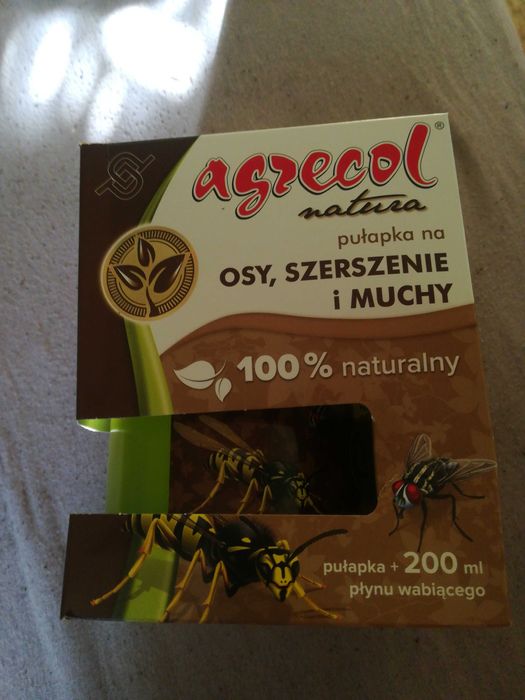 agrecol®
natura
pułapka na
OSY, SZERSZENIE
i MUCHY
100% naturalny
pułapka + 200 ml
płynu wabiącego